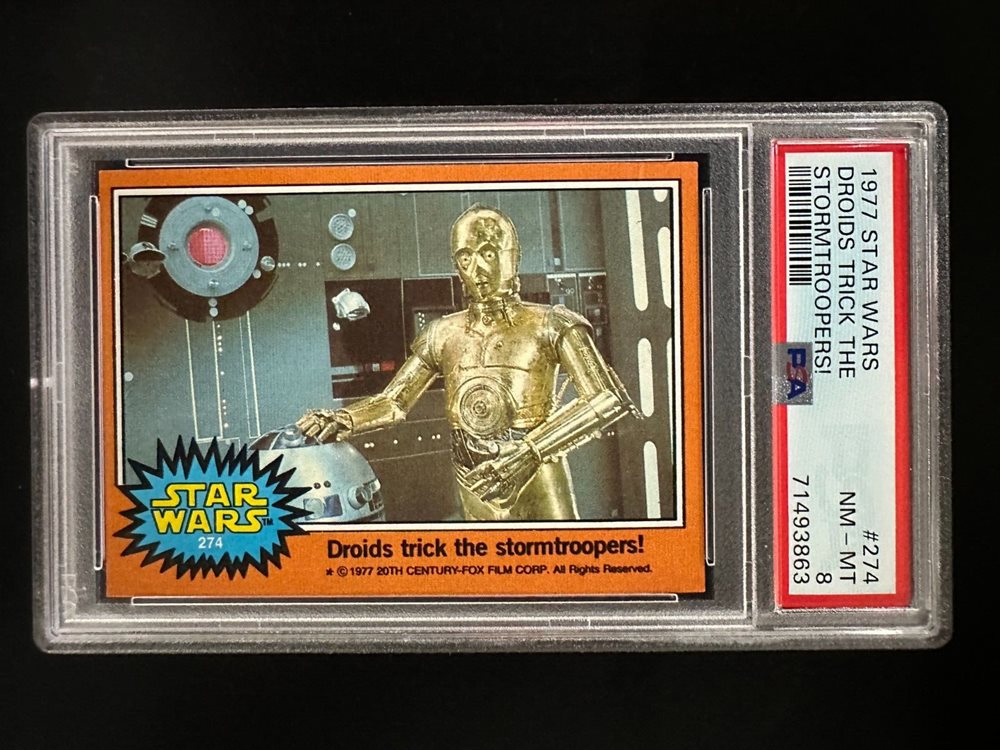 STAR
WARS™
274
Droids trick the stormtroopers!
* © 1977 20TH CENTURY-FOX FILM CORP. All Rights Reserved.
1977 STAR WARS #274
DROIDS TRICK THE NM – MT
STORMTROOPERS! 8
PSA 71493863